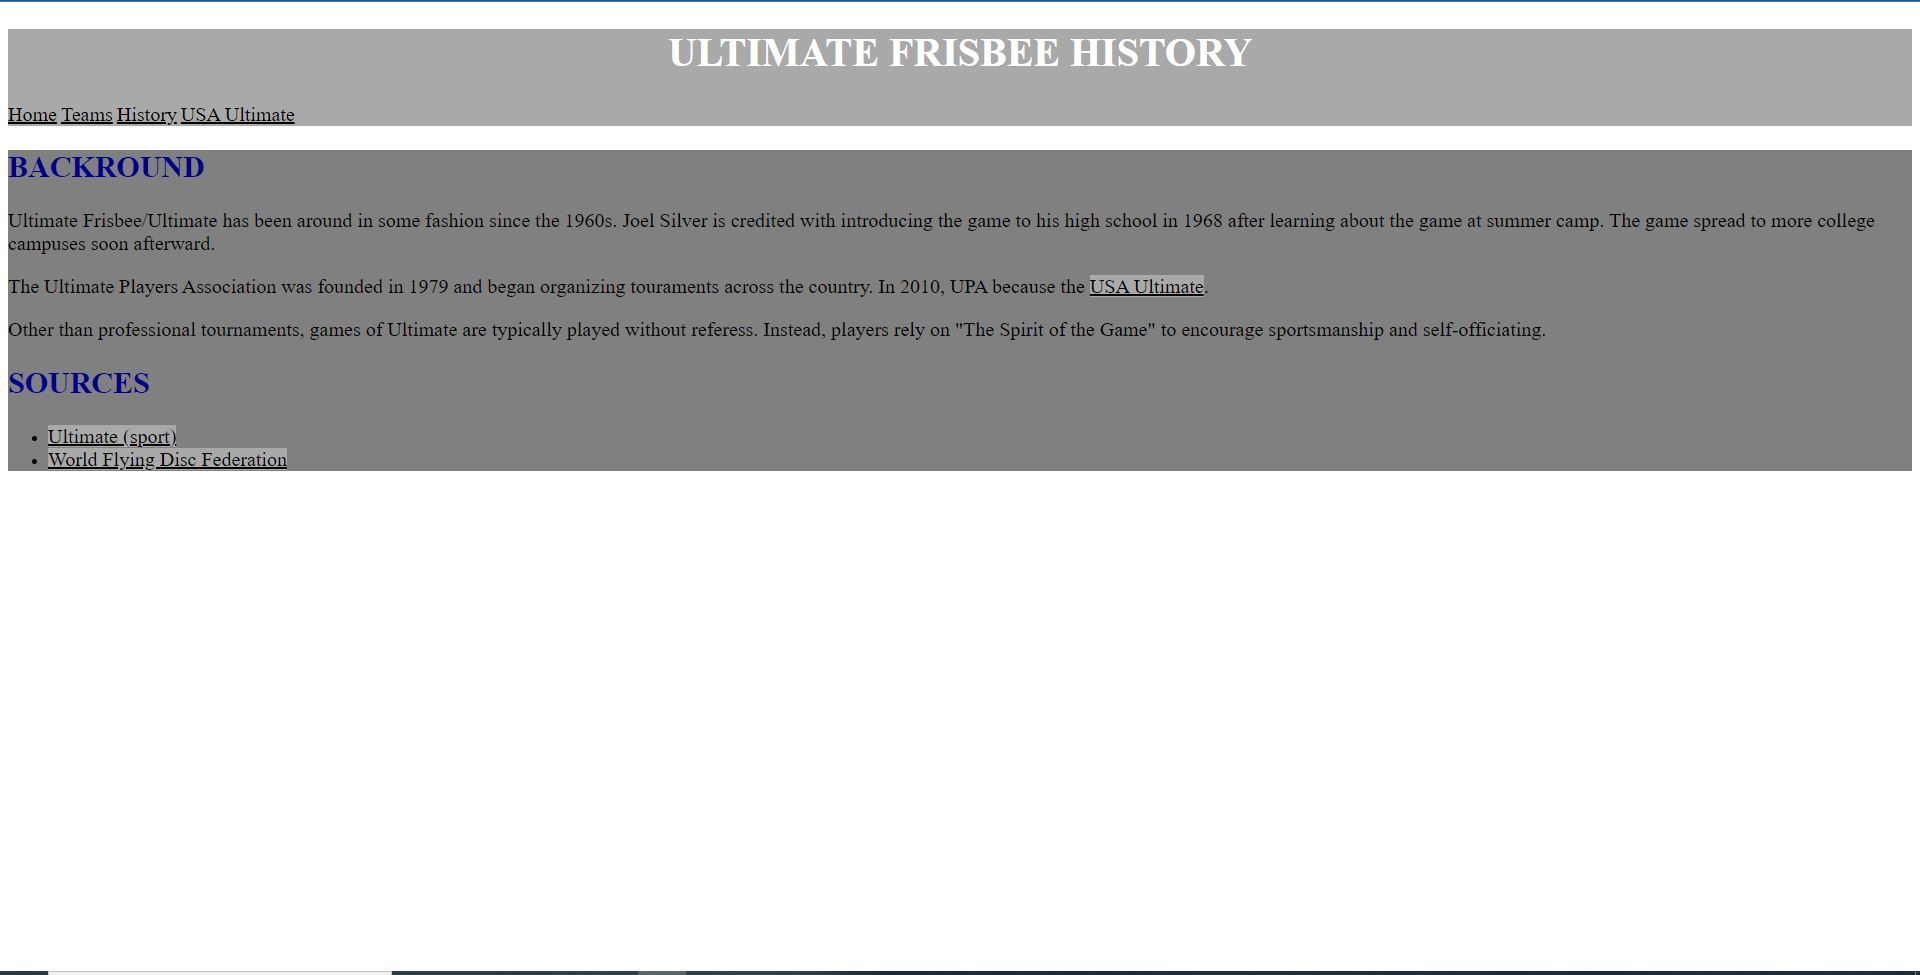 ULTIMATE FRISBEE HISTORY
Home Teams History USA Ultimate
BACKROUND
Ultimate Frisbee/Ultimate has been around in some fashion since the 1960s. Joel Silver is credited with introducing the game to his high school in 1968 after learning about the game at summer camp. The game spread to more college
campuses soon afterward.
The Ultimate Players Association was founded in 1979 and began organizing touraments across the country. In 2010, UPA because the USA Ultimate.
Other than professional tournaments, games of Ultimate are typically played without referess. Instead, players rely on "The Spirit of the Game" to encourage sportsmanship and self-officiating.
SOURCES
• Ultimate (sport)
• World Flying Disc Federation